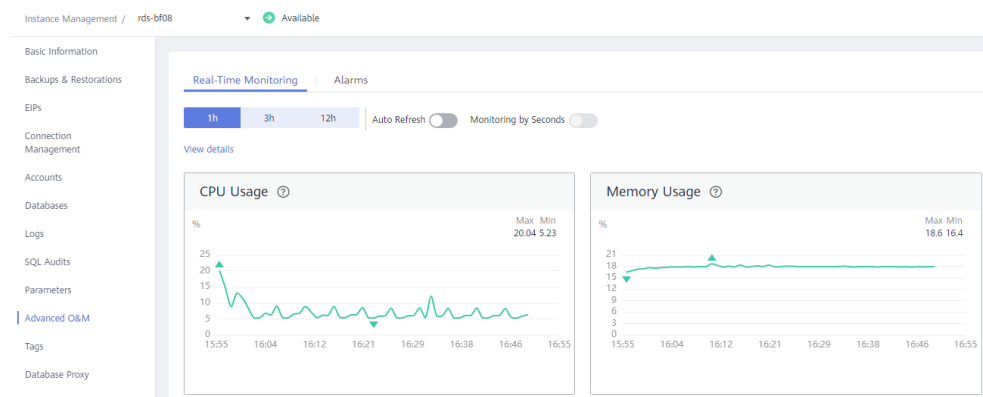 Instance Management / rds-bf08 Available
Basic Information
Backups & Restorations
EIPs
Connection
Management
Accounts
Databases
Logs
SQL Audits
Parameters
Advanced O&M
Tags
Database Proxy
Real-Time Monitoring Alarms
1h 3h 12h Auto Refresh Monitoring by Seconds
View details
CPU Usage ?
% Max Min
20.04 5.23
25
20
15
10
5
0
15:55 16:04 16:12 16:21 16:29 16:38 16:46 16:55
Memory Usage ?
% Max Min
18.6 16.4
21
18
15
12
9
6
3
0
15:55 16:04 16:12 16:21 16:29 16:38 16:46 16:55